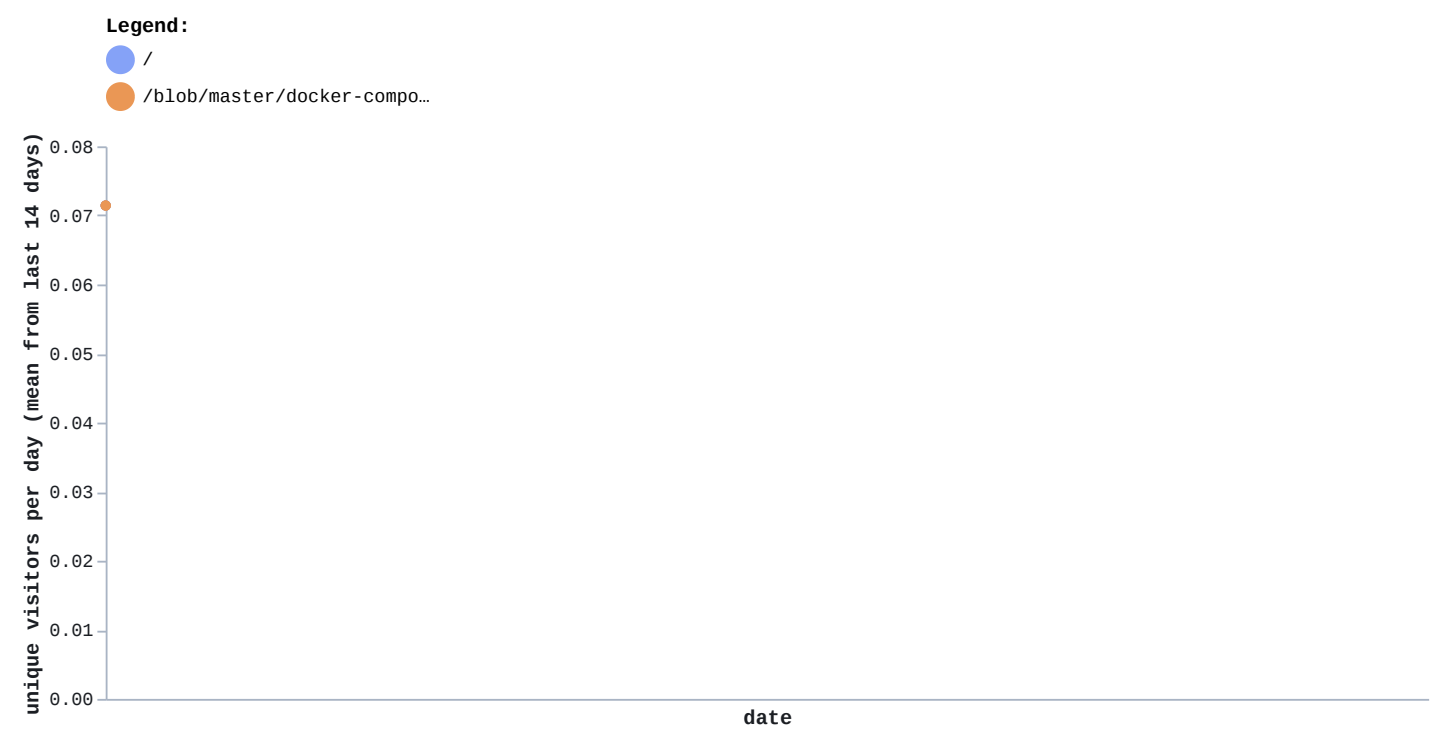 Legend:
/
/blob/master/docker-compo…
unique visitors per day (mean from last 14 days)
0.08
0.07
0.06
0.05
0.04
0.03
0.02
0.01
0.00
date